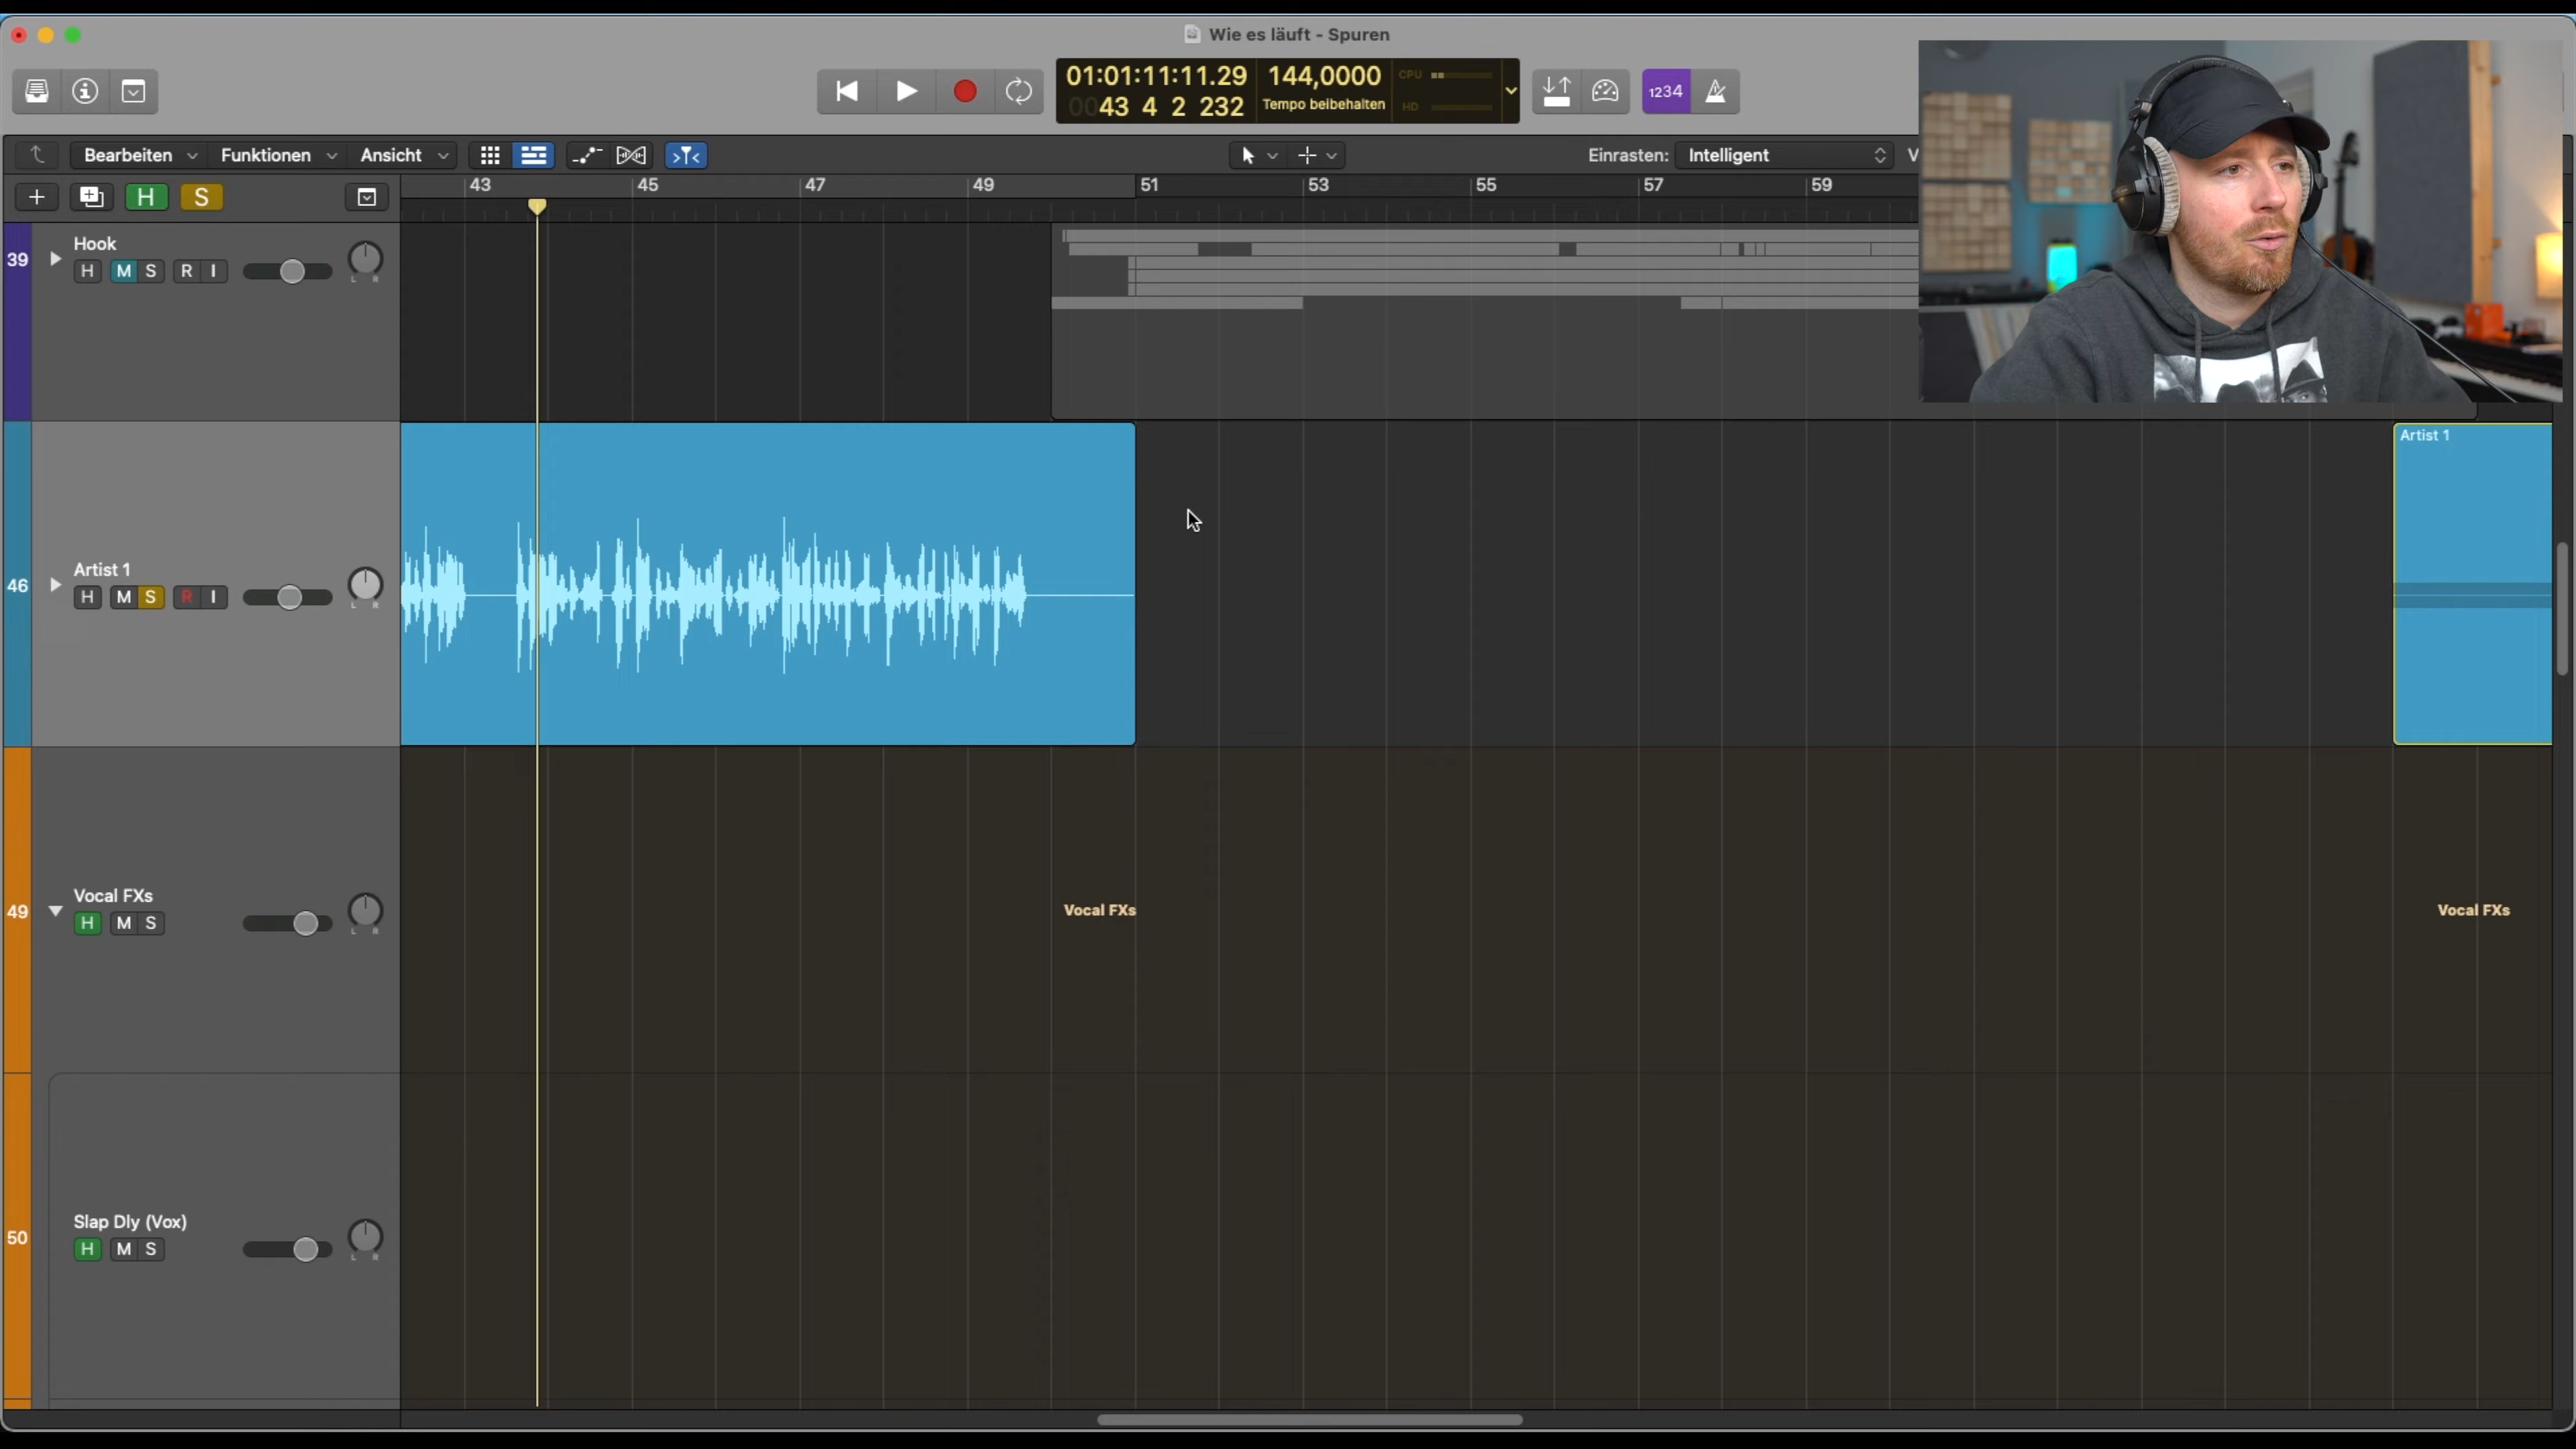 Wie es läuft - Spuren
01:01:11:11.29
144,0000
CPU
0043 4 2 232
Tempo beibehalten
HD
1234
Bearbeiten
Funktionen
Ansicht
Einrasten:
Intelligent
V
H
S
43
45
47
49
51
53
55
57
59
39
Hook
H M S R I
L R
46
Artist 1
H M S R I
L R
Artist 1
49
Vocal FXs
H M S
L R
Vocal FXs
Vocal FXs
50
Slap Dly (Vox)
H M S
L R